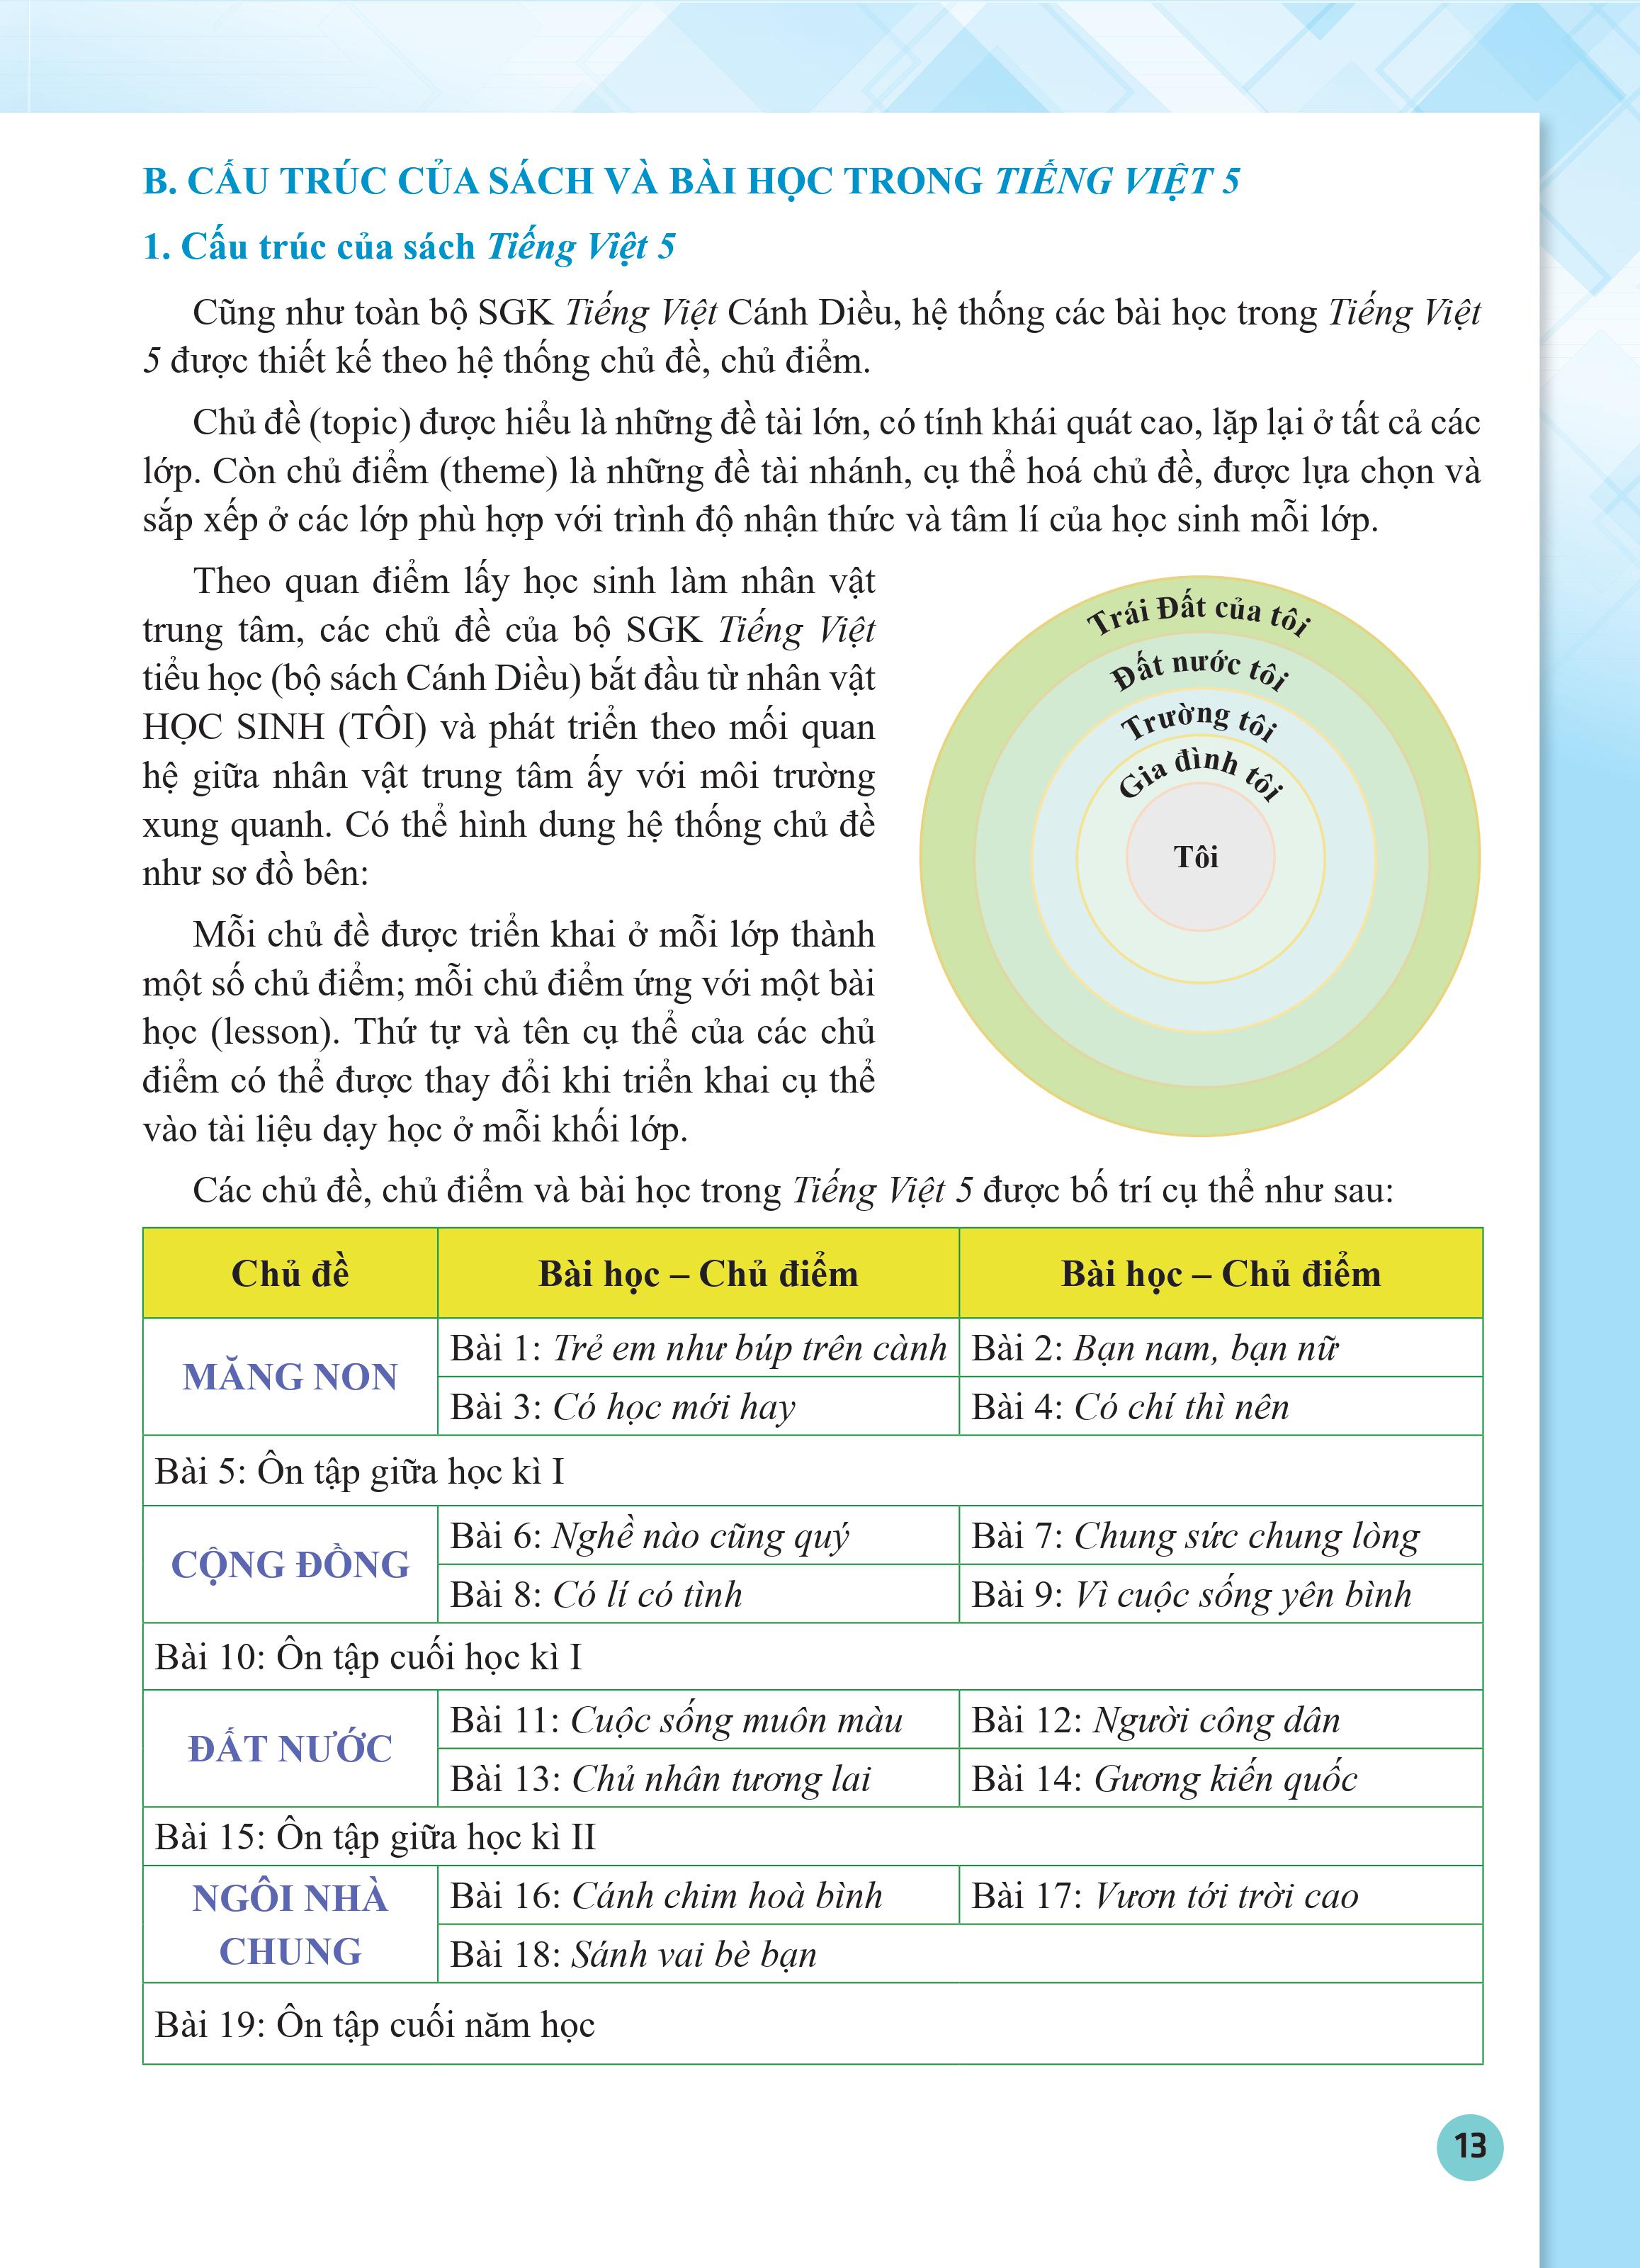 B. CẤU TRÚC CỦA SÁCH VÀ BÀI HỌC TRONG TIẾNG VIỆT 5
1. Cấu trúc của sách Tiếng Việt 5
Cũng như toàn bộ SGK Tiếng Việt Cánh Diều, hệ thống các bài học trong Tiếng Việt
5 được thiết kế theo hệ thống chủ đề, chủ điểm.
Chủ đề (topic) được hiểu là những đề tài lớn, có tính khái quát cao, lặp lại ở tất cả các
lớp. Còn chủ điểm (theme) là những đề tài nhánh, cụ thể hoá chủ đề, được lựa chọn và
sắp xếp ở các lớp phù hợp với trình độ nhận thức và tâm lí của học sinh mỗi lớp.
Theo quan điểm lấy học sinh làm nhân vật
trung tâm, các chủ đề của bộ SGK Tiếng Việt
tiểu học (bộ sách Cánh Diều) bắt đầu từ nhân vật
HỌC SINH (TÔI) và phát triển theo mối quan
hệ giữa nhân vật trung tâm ấy với môi trường
xung quanh. Có thể hình dung hệ thống chủ đề
như sơ đồ bên:
Mỗi chủ đề được triển khai ở mỗi lớp thành
một số chủ điểm; mỗi chủ điểm ứng với một bài
học (lesson). Thứ tự và tên cụ thể của các chủ
điểm có thể được thay đổi khi triển khai cụ thể
vào tài liệu dạy học ở mỗi khối lớp.
Trái Đất của tôi
Đất nước tôi
Trường tôi
Gia đình tôi
Tôi
Các chủ đề, chủ điểm và bài học trong Tiếng Việt 5 được bố trí cụ thể như sau:
Chủ đề Bài học – Chủ điểm Bài học – Chủ điểm
MĂNG NON
Bài 1: Trẻ em như búp trên cành Bài 2: Bạn nam, bạn nữ
Bài 3: Có học mới hay Bài 4: Có chí thì nên
Bài 5: Ôn tập giữa học kì I
CỘNG ĐỒNG
Bài 6: Nghề nào cũng quý Bài 7: Chung sức chung lòng
Bài 8: Có lí có tình Bài 9: Vì cuộc sống yên bình
Bài 10: Ôn tập cuối học kì I
ĐẤT NƯỚC
Bài 11: Cuộc sống muôn màu Bài 12: Người công dân
Bài 13: Chủ nhân tương lai Bài 14: Gương kiến quốc
Bài 15: Ôn tập giữa học kì II
NGÔI NHÀ
CHUNG
Bài 16: Cánh chim hoà bình Bài 17: Vươn tới trời cao
Bài 18: Sánh vai bè bạn
Bài 19: Ôn tập cuối năm học
13